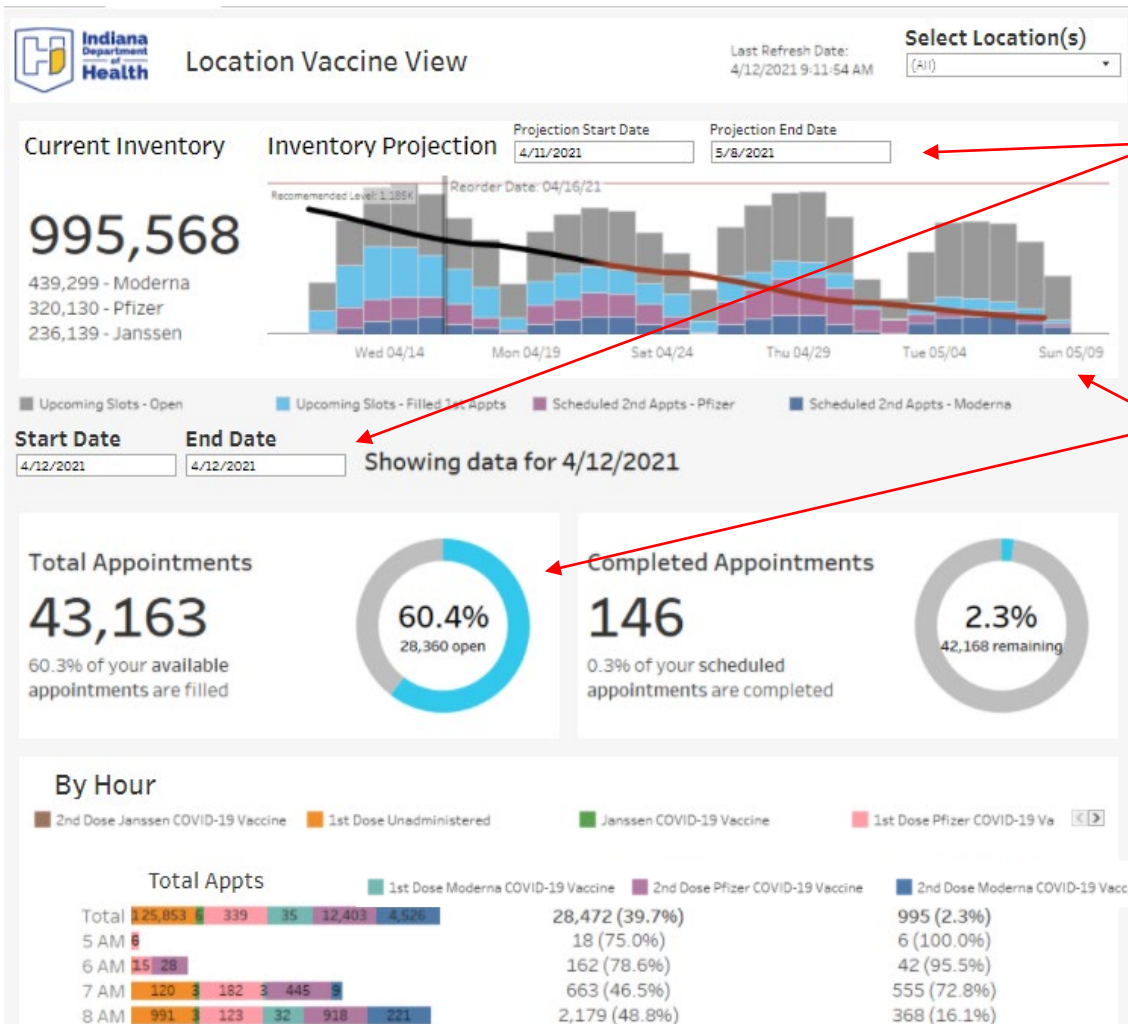 Indiana
Department
of
Health
Location Vaccine View
Last Refresh Date:
4/12/2021 9:11:54 AM
Select Location(s)
(All)
Current Inventory
Inventory Projection
Projection Start Date
4/11/2021
Projection End Date
5/8/2021
Recomemended Level: 1,185K
Reorder Date: 04/16/21
995,568
439,299 - Moderna
320,130 - Pfizer
236,139 - Janssen
Wed 04/14 Mon 04/19 Sat 04/24 Thu 04/29 Tue 05/04 Sun 05/09
Upcoming Slots - Open
Upcoming Slots - Filled 1st Appts
Scheduled 2nd Appts - Pfizer
Scheduled 2nd Appts - Moderna
Start Date
4/12/2021
End Date
4/12/2021
Showing data for 4/12/2021
Total Appointments
43,163
60.3% of your available
appointments are filled
60.4%
28,360 open
Completed Appointments
146
0.3% of your scheduled
appointments are completed
2.3%
42,168 remaining
By Hour
2nd Dose Janssen COVID-19 Vaccine
1st Dose Unadministered
Janssen COVID-19 Vaccine
1st Dose Pfizer COVID-19 Va
Total Appts
1st Dose Moderna COVID-19 Vaccine
2nd Dose Pfizer COVID-19 Vaccine
2nd Dose Moderna COVID-19 Vacc
Total 125,853 6 339 35 12,403 4,526 28,472 (39.7%) 995 (2.3%)
5 AM 6 18 (75.0%) 6 (100.0%)
6 AM 15 28 162 (78.6%) 42 (95.5%)
7 AM 120 3 182 3 445 9 663 (46.5%) 555 (72.8%)
8 AM 991 3 123 32 918 221 2,179 (48.8%) 368 (16.1%)